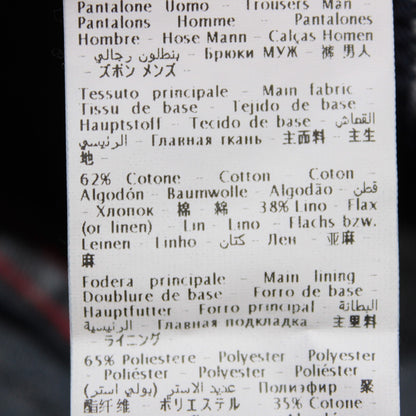 Pantalone Uomo - Trousers Man -
Pantalons Homme - Pantalones
Hombre - Hose Mann - Calças Homen
- بنطلون رجالي - Брюки МУЖ - 裤 男人
- ズボン メンズ -
Tessuto principale - Main fabric -
Tissu de base - Tejido de base -
Hauptstoff - Tecido de base - القماش
الرئيسي - Главная ткань - 主面料 - 主生
地 -
62% Cotone - Cotton - Coton -
Algodón - Baumwolle - Algodão - قطن
- Хлопок - 棉 - 綿 - 38% Lino - Flax
(or linen) - Lin - Lino - Flachs bzw.
Leinen - Linho - كتان - Лен - 亚麻 -
麻
Fodera principale - Main lining -
Doublure de base - Forro de base -
Hauptfutter - Forro principal - البطانة
الرئيسية - Главная подкладка - 主里料
- ライニング
65% Poliestere - Polyester -
Poliéster - Polyester - Poliéster -
عديد الاستر (بولي استر) - Полиэфир - 聚
酯纤维 - ポリエステル - 35% Cotone -